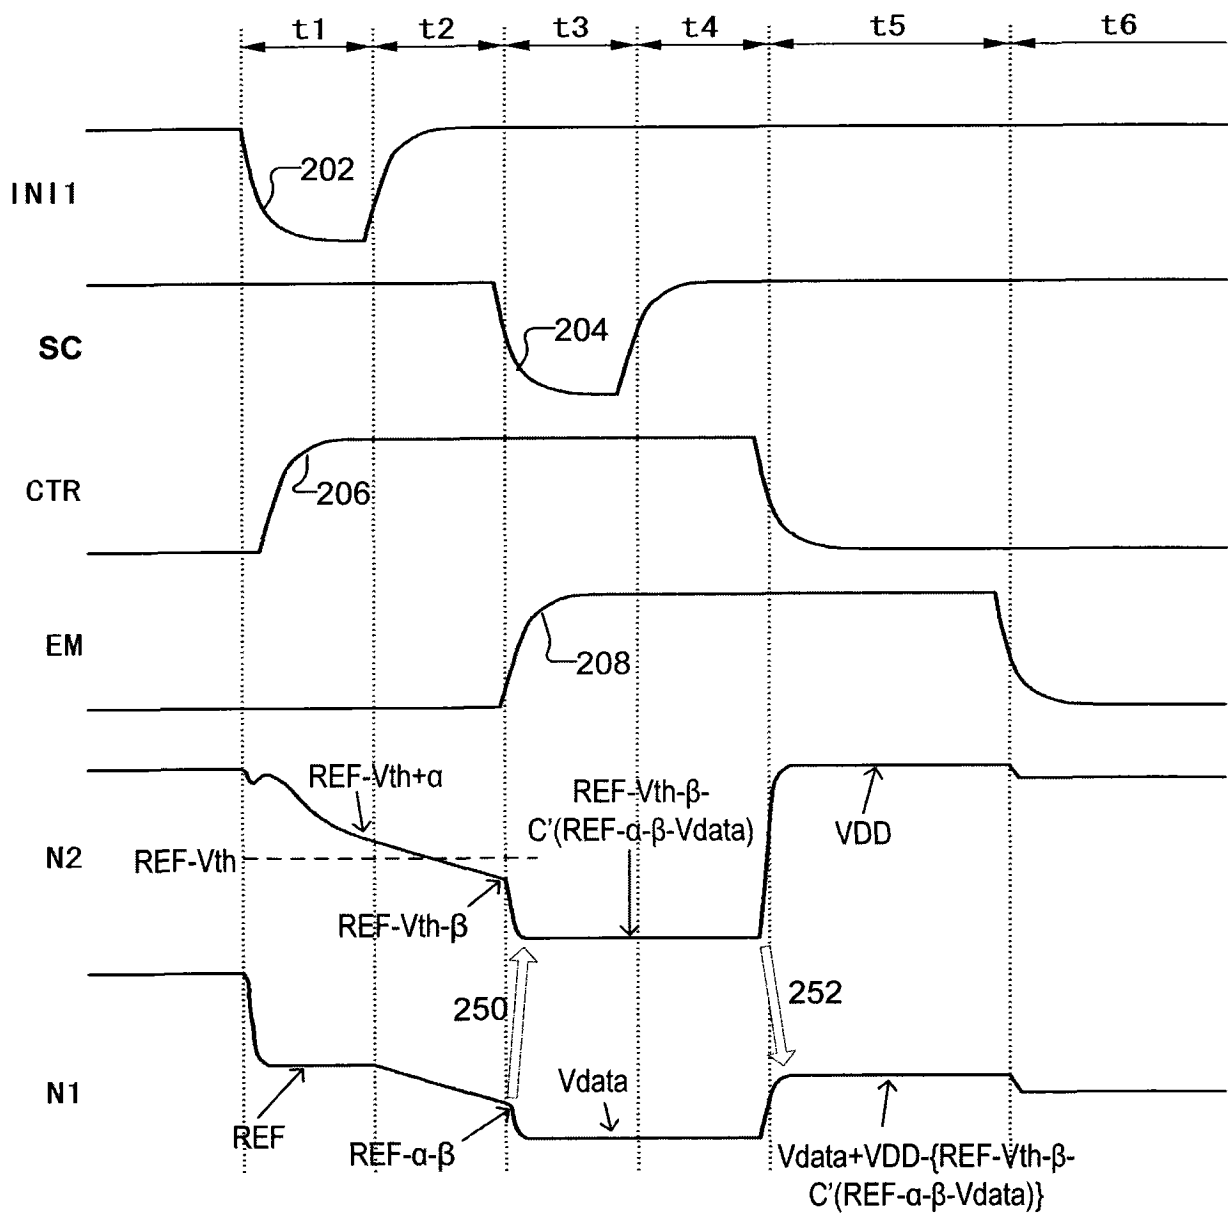 t1 t2 t3 t4 t5 t6
INI1
202
SC
204
CTR
206
EM
208
N2
REF-Vth+α
REF-Vth
REF-Vth-β
REF-Vth-β-
C'(REF-α-β-Vdata)
VDD
250
252
N1
REF
REF-α-β
Vdata
Vdata+VDD-{REF-Vth-β-
C'(REF-α-β-Vdata)}